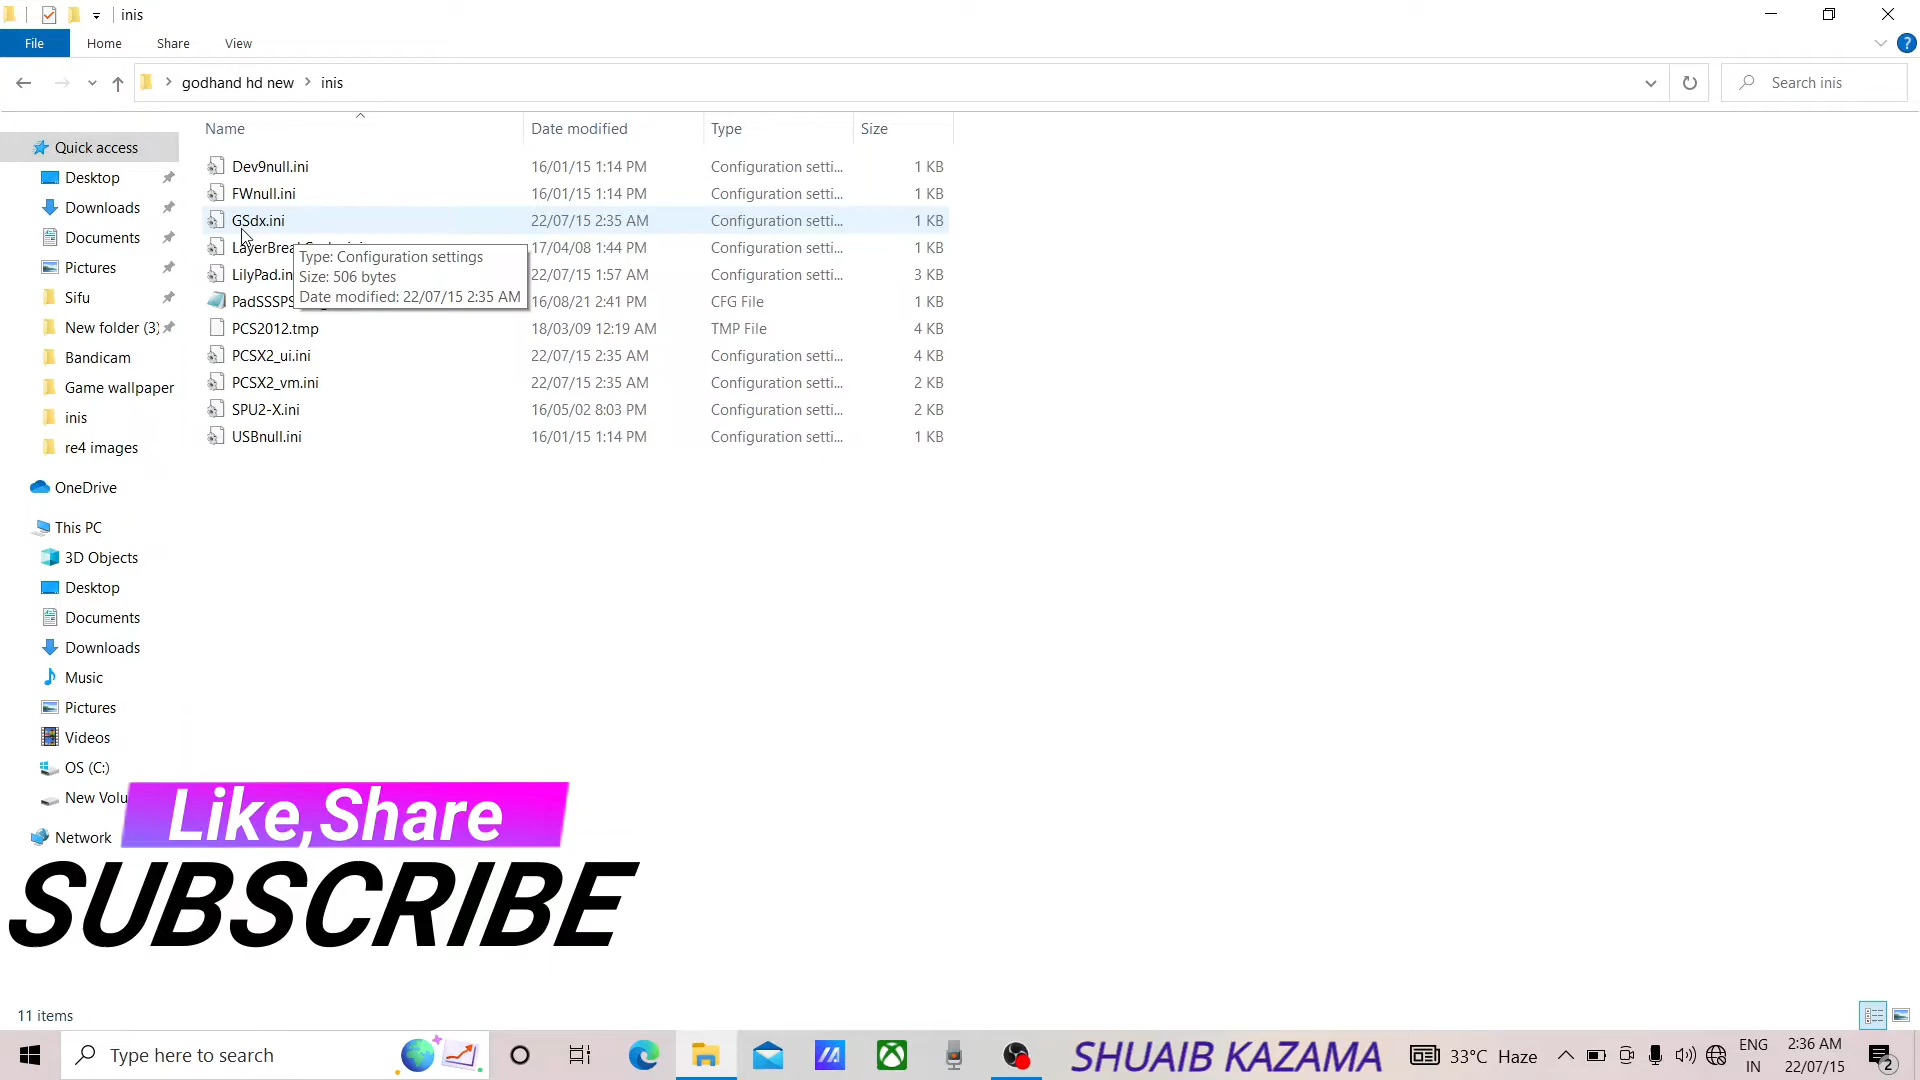 inis
File Home Share View
godhand hd new inis
Search inis
Name Date modified Type Size
Dev9null.ini 16/01/15 1:14 PM Configuration setti... 1 KB
FWnull.ini 16/01/15 1:14 PM Configuration setti... 1 KB
GSdx.ini 22/07/15 2:35 AM Configuration setti... 1 KB
17/04/08 1:44 PM Configuration setti... 1 KB
22/07/15 1:57 AM Configuration setti... 3 KB
16/08/21 2:41 PM CFG File 2 KB
PCS2012.tmp 18/03/09 12:19 AM TMP File 4 KB
PCSX2_ui.ini 22/07/15 2:35 AM Configuration setti... 4 KB
PCSX2_vm.ini 22/07/15 2:35 AM Configuration setti... 2 KB
SPU2-X.ini 16/05/02 8:03 PM Configuration setti... 2 KB
USBnull.ini 16/01/15 1:14 PM Configuration setti... 1 KB
Type: Configuration settings
Size: 506 bytes
Date modified: 22/07/15 2:35 AM
Quick access
Desktop
Downloads
Documents
Pictures
Sifu
New folder (3)
Bandicam
Game wallpaper
inis
re4 images
OneDrive
This PC
3D Objects
Desktop
Documents
Downloads
Music
Pictures
Videos
OS (C:)
New Volu
Network
Like,Share
SUBSCRIBE
11 items
Type here to search
SHUAIB KAZAMA
33°C Haze
ENG
IN
2:36 AM
22/07/15
2